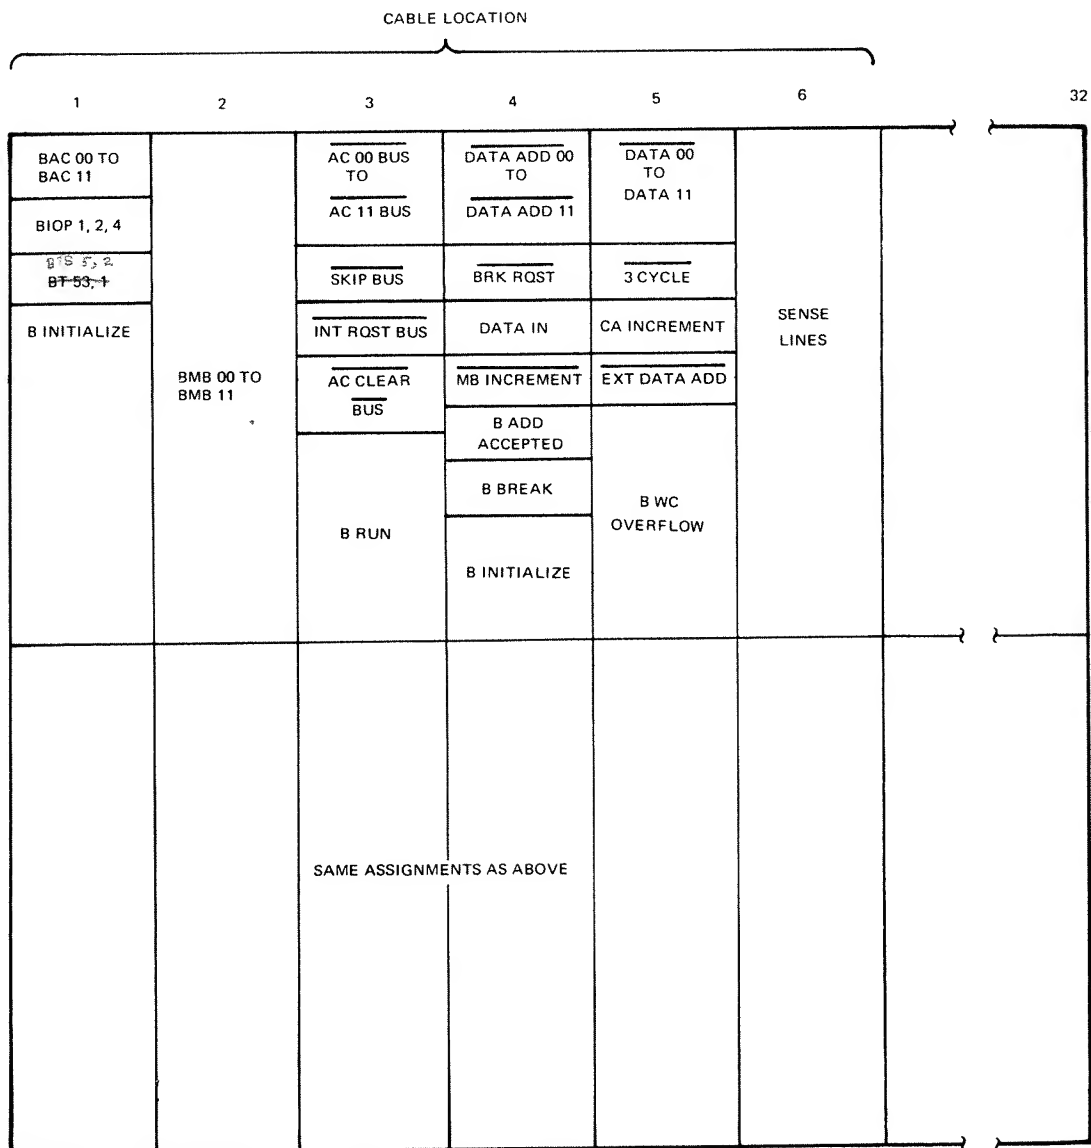 CABLE LOCATION
1 2 3 4 5 6 32
BAC 00 TO
BAC 11
BIOP 1, 2, 4
BTS 5, 2
BT 53, 1
B INITIALIZE
BMB 00 TO
BMB 11
AC 00 BUS
TO
AC 11 BUS
SKIP BUS
INT RQST BUS
AC CLEAR
BUS
B RUN
DATA ADD 00
TO
DATA ADD 11
BRK RQST
DATA IN
MB INCREMENT
B ADD
ACCEPTED
B BREAK
B INITIALIZE
DATA 00
TO
DATA 11
3 CYCLE
CA INCREMENT
EXT DATA ADD
B WC
OVERFLOW
SENSE
LINES
SAME ASSIGNMENTS AS ABOVE